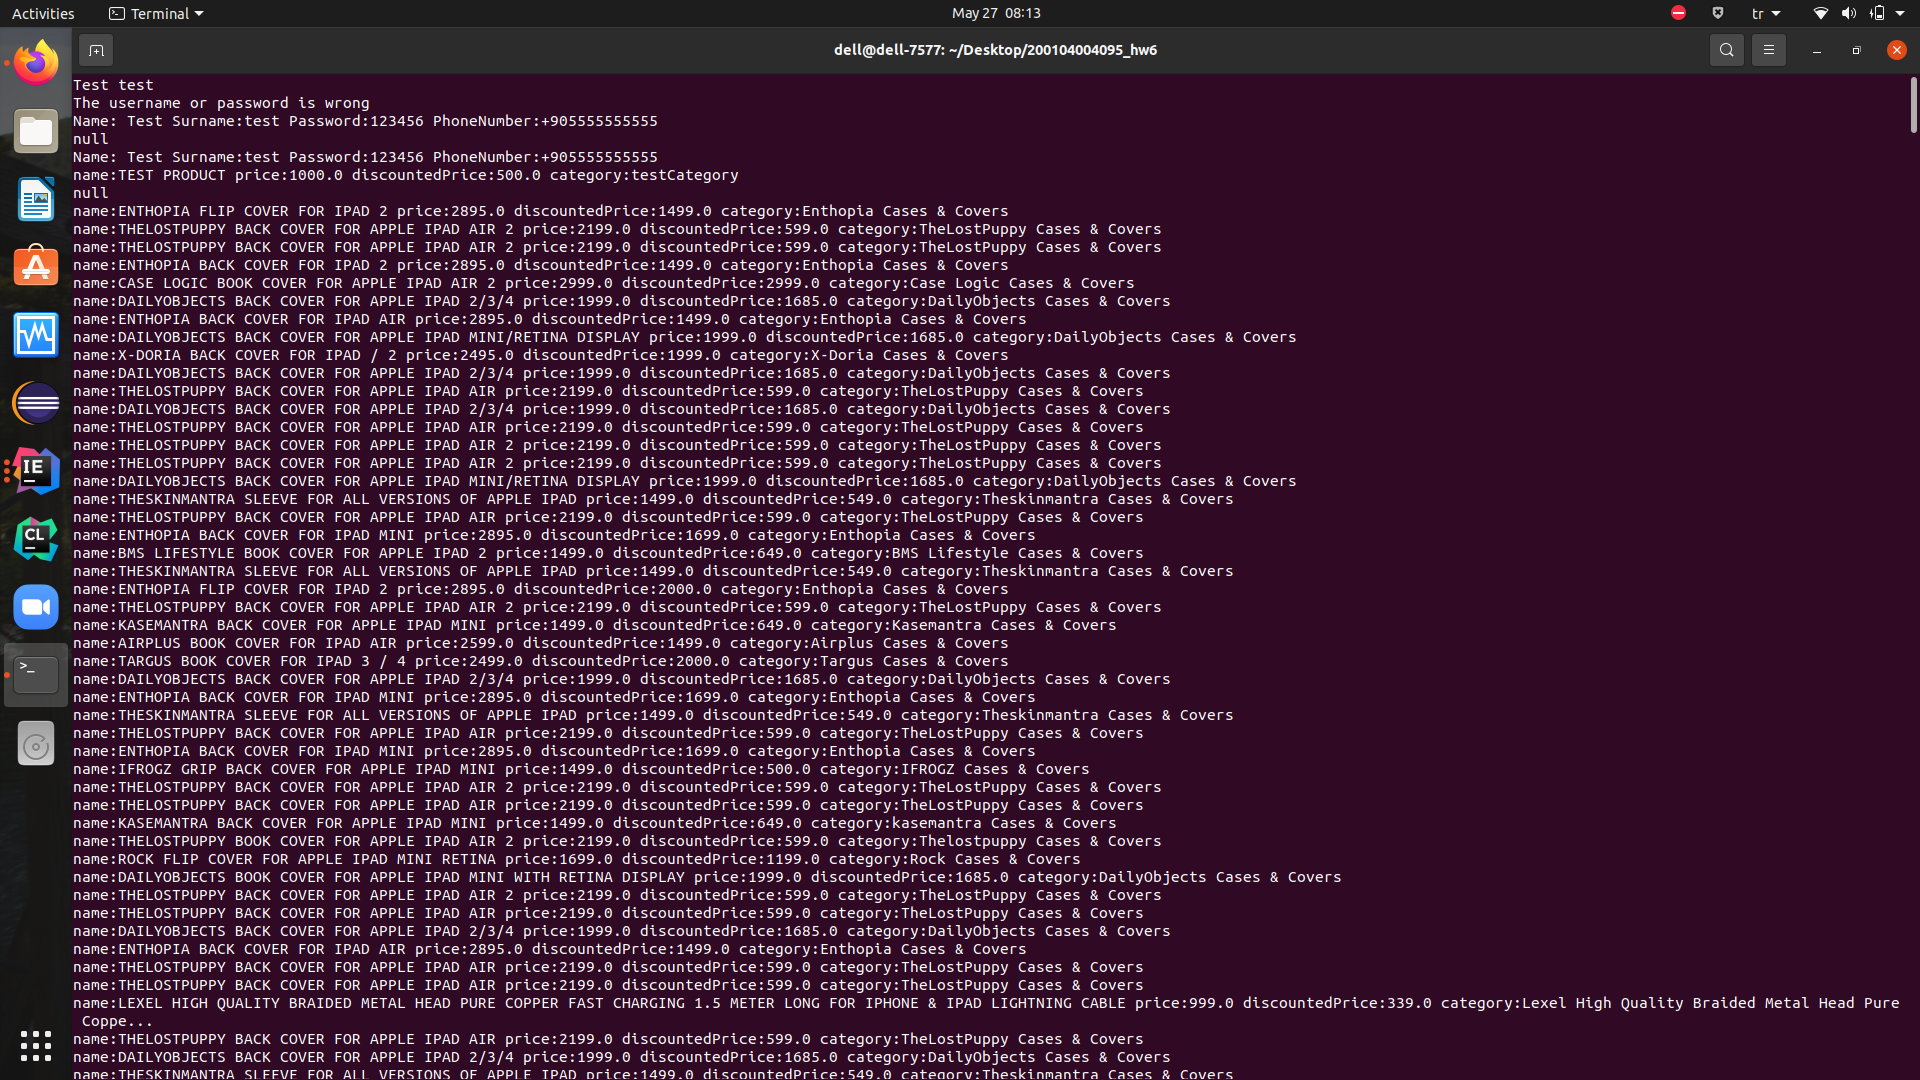 Activities
Terminal
May 27 08:13
tr
dell@dell-7577: ~/Desktop/200104004095_hw6
Test test
The username or password is wrong
Name: Test Surname:test Password:123456 PhoneNumber:+905555555555
null
Name: Test Surname:test Password:123456 PhoneNumber:+905555555555
name:TEST PRODUCT price:1000.0 discountedPrice:500.0 category:testCategory
null
name:ENTHOPIA FLIP COVER FOR IPAD 2 price:2895.0 discountedPrice:1499.0 category:Enthopia Cases & Covers
name:THELOSTPUPPY BACK COVER FOR APPLE IPAD AIR 2 price:2199.0 discountedPrice:599.0 category:TheLostPuppy Cases & Covers
name:THELOSTPUPPY BACK COVER FOR APPLE IPAD AIR 2 price:2199.0 discountedPrice:599.0 category:TheLostPuppy Cases & Covers
name:ENTHOPIA BACK COVER FOR IPAD 2 price:2895.0 discountedPrice:1499.0 category:Enthopia Cases & Covers
name:CASE LOGIC BOOK COVER FOR APPLE IPAD AIR 2 price:2999.0 discountedPrice:2999.0 category:Case Logic Cases & Covers
name:DAILYOBJECTS BACK COVER FOR APPLE IPAD 2/3/4 price:1999.0 discountedPrice:1685.0 category:DailyObjects Cases & Covers
name:ENTHOPIA BACK COVER FOR IPAD AIR price:2895.0 discountedPrice:1499.0 category:Enthopia Cases & Covers
name:DAILYOBJECTS BACK COVER FOR APPLE IPAD MINI/RETINA DISPLAY price:1999.0 discountedPrice:1685.0 category:DailyObjects Cases & Covers
name:X-DORIA BACK COVER FOR IPAD / 2 price:2495.0 discountedPrice:1999.0 category:X-Doria Cases & Covers
name:DAILYOBJECTS BACK COVER FOR APPLE IPAD 2/3/4 price:1999.0 discountedPrice:1685.0 category:DailyObjects Cases & Covers
name:THELOSTPUPPY BACK COVER FOR APPLE IPAD AIR price:2199.0 discountedPrice:599.0 category:TheLostPuppy Cases & Covers
name:DAILYOBJECTS BACK COVER FOR APPLE IPAD 2/3/4 price:1999.0 discountedPrice:1685.0 category:DailyObjects Cases & Covers
name:THELOSTPUPPY BACK COVER FOR APPLE IPAD AIR price:2199.0 discountedPrice:599.0 category:TheLostPuppy Cases & Covers
name:THELOSTPUPPY BACK COVER FOR APPLE IPAD AIR 2 price:2199.0 discountedPrice:599.0 category:TheLostPuppy Cases & Covers
name:THELOSTPUPPY BACK COVER FOR APPLE IPAD AIR 2 price:2199.0 discountedPrice:599.0 category:TheLostPuppy Cases & Covers
name:DAILYOBJECTS BACK COVER FOR APPLE IPAD MINI/RETINA DISPLAY price:1999.0 discountedPrice:1685.0 category:DailyObjects Cases & Covers
name:THESKINMANTRA SLEEVE FOR ALL VERSIONS OF APPLE IPAD price:1499.0 discountedPrice:549.0 category:Theskinmantra Cases & Covers
name:THELOSTPUPPY BACK COVER FOR APPLE IPAD AIR price:2199.0 discountedPrice:599.0 category:TheLostPuppy Cases & Covers
name:ENTHOPIA BACK COVER FOR IPAD MINI price:2895.0 discountedPrice:1699.0 category:Enthopia Cases & Covers
name:BMS LIFESTYLE BOOK COVER FOR APPLE IPAD 2 price:1499.0 discountedPrice:649.0 category:BMS Lifestyle Cases & Covers
name:THESKINMANTRA SLEEVE FOR ALL VERSIONS OF APPLE IPAD price:1499.0 discountedPrice:549.0 category:Theskinmantra Cases & Covers
name:ENTHOPIA FLIP COVER FOR IPAD 2 price:2895.0 discountedPrice:2000.0 category:Enthopia Cases & Covers
name:THELOSTPUPPY BACK COVER FOR APPLE IPAD AIR 2 price:2199.0 discountedPrice:599.0 category:TheLostPuppy Cases & Covers
name:KASEMANTRA BACK COVER FOR APPLE IPAD MINI price:1499.0 discountedPrice:649.0 category:Kasemantra Cases & Covers
name:AIRPLUS BOOK COVER FOR IPAD AIR price:2599.0 discountedPrice:1499.0 category:Airplus Cases & Covers
name:TARGUS BOOK COVER FOR IPAD 3 / 4 price:2499.0 discountedPrice:2000.0 category:Targus Cases & Covers
name:DAILYOBJECTS BACK COVER FOR APPLE IPAD 2/3/4 price:1999.0 discountedPrice:1685.0 category:DailyObjects Cases & Covers
name:ENTHOPIA BACK COVER FOR IPAD MINI price:2895.0 discountedPrice:1699.0 category:Enthopia Cases & Covers
name:THESKINMANTRA SLEEVE FOR ALL VERSIONS OF APPLE IPAD price:1499.0 discountedPrice:549.0 category:Theskinmantra Cases & Covers
name:THELOSTPUPPY BACK COVER FOR APPLE IPAD AIR price:2199.0 discountedPrice:599.0 category:TheLostPuppy Cases & Covers
name:ENTHOPIA BACK COVER FOR IPAD MINI price:2895.0 discountedPrice:1699.0 category:Enthopia Cases & Covers
name:IFROGZ GRIP BACK COVER FOR APPLE IPAD MINI price:1499.0 discountedPrice:500.0 category:IFROGZ Cases & Covers
name:THELOSTPUPPY BACK COVER FOR APPLE IPAD AIR 2 price:2199.0 discountedPrice:599.0 category:TheLostPuppy Cases & Covers
name:THELOSTPUPPY BACK COVER FOR APPLE IPAD AIR price:2199.0 discountedPrice:599.0 category:TheLostPuppy Cases & Covers
name:KASEMANTRA BACK COVER FOR APPLE IPAD MINI price:1499.0 discountedPrice:649.0 category:kasemantra Cases & Covers
name:THELOSTPUPPY BOOK COVER FOR APPLE IPAD AIR 2 price:2199.0 discountedPrice:599.0 category:Thelostpuppy Cases & Covers
name:ROCK FLIP COVER FOR APPLE IPAD MINI RETINA price:1699.0 discountedPrice:1199.0 category:Rock Cases & Covers
name:DAILYOBJECTS BOOK COVER FOR APPLE IPAD MINI WITH RETINA DISPLAY price:1999.0 discountedPrice:1685.0 category:DailyObjects Cases & Covers
name:THELOSTPUPPY BACK COVER FOR APPLE IPAD AIR 2 price:2199.0 discountedPrice:599.0 category:TheLostPuppy Cases & Covers
name:THELOSTPUPPY BACK COVER FOR APPLE IPAD AIR price:2199.0 discountedPrice:599.0 category:TheLostPuppy Cases & Covers
name:DAILYOBJECTS BACK COVER FOR APPLE IPAD 2/3/4 price:1999.0 discountedPrice:1685.0 category:DailyObjects Cases & Covers
name:ENTHOPIA BACK COVER FOR IPAD AIR price:2895.0 discountedPrice:1499.0 category:Enthopia Cases & Covers
name:THELOSTPUPPY BACK COVER FOR APPLE IPAD AIR price:2199.0 discountedPrice:599.0 category:TheLostPuppy Cases & Covers
name:THELOSTPUPPY BACK COVER FOR APPLE IPAD AIR price:2199.0 discountedPrice:599.0 category:TheLostPuppy Cases & Covers
name:LEXEL HIGH QUALITY BRAIDED METAL HEAD PURE COPPER FAST CHARGING 1.5 METER LONG FOR IPHONE & IPAD LIGHTNING CABLE price:999.0 discountedPrice:339.0 category:Lexel High Quality Braided Metal Head Pure
Coppe...
name:THELOSTPUPPY BACK COVER FOR APPLE IPAD AIR price:2199.0 discountedPrice:599.0 category:TheLostPuppy Cases & Covers
name:DAILYOBJECTS BACK COVER FOR APPLE IPAD 2/3/4 price:1999.0 discountedPrice:1685.0 category:DailyObjects Cases & Covers
name:THESKINMANTRA SLEEVE FOR ALL VERSIONS OF APPLE IPAD price:1499.0 discountedPrice:549.0 category:Theskinmantra Cases & Covers
IE
CL
>_